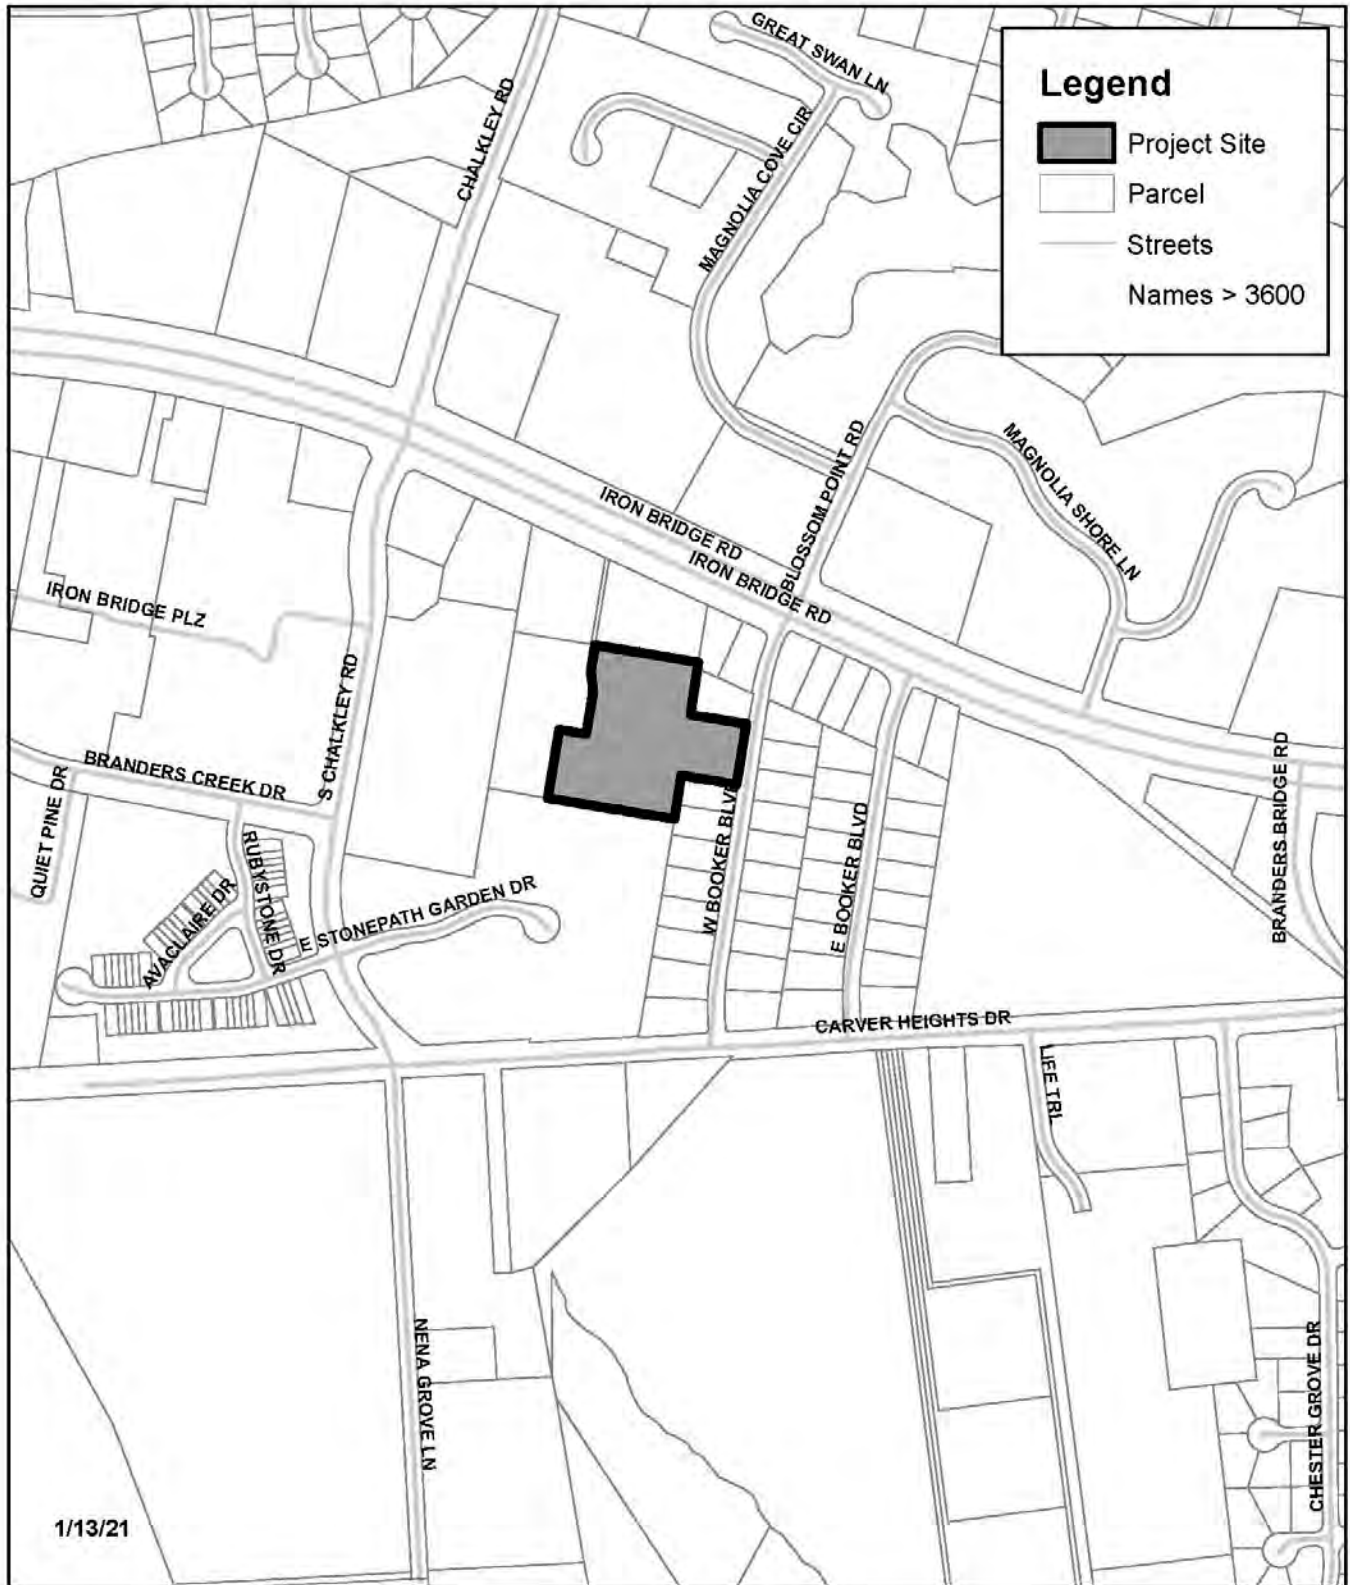 GREAT SWAN LN
Legend
Project Site
Parcel
Streets
Names > 3600
CHALKLEY RD
MAGNOLIA COVE CIR
BLOSSOM POINT RD
MAGNOLIA SHORE LN
IRON BRIDGE RD
IRON BRIDGE RD
IRON BRIDGE PLZ
S CHALKLEY RD
BRANDERS CREEK DR
QUIET PINE DR
RUBYSTONE DR
AVACLAIRE DR
E STONEPATH GARDEN DR
W BOOKER BLVD
E BOOKER BLVD
BRANDERS BRIDGE RD
CARVER HEIGHTS DR
LIFE TRL
NENA GROVE LN
CHESTER GROVE DR
1/13/21